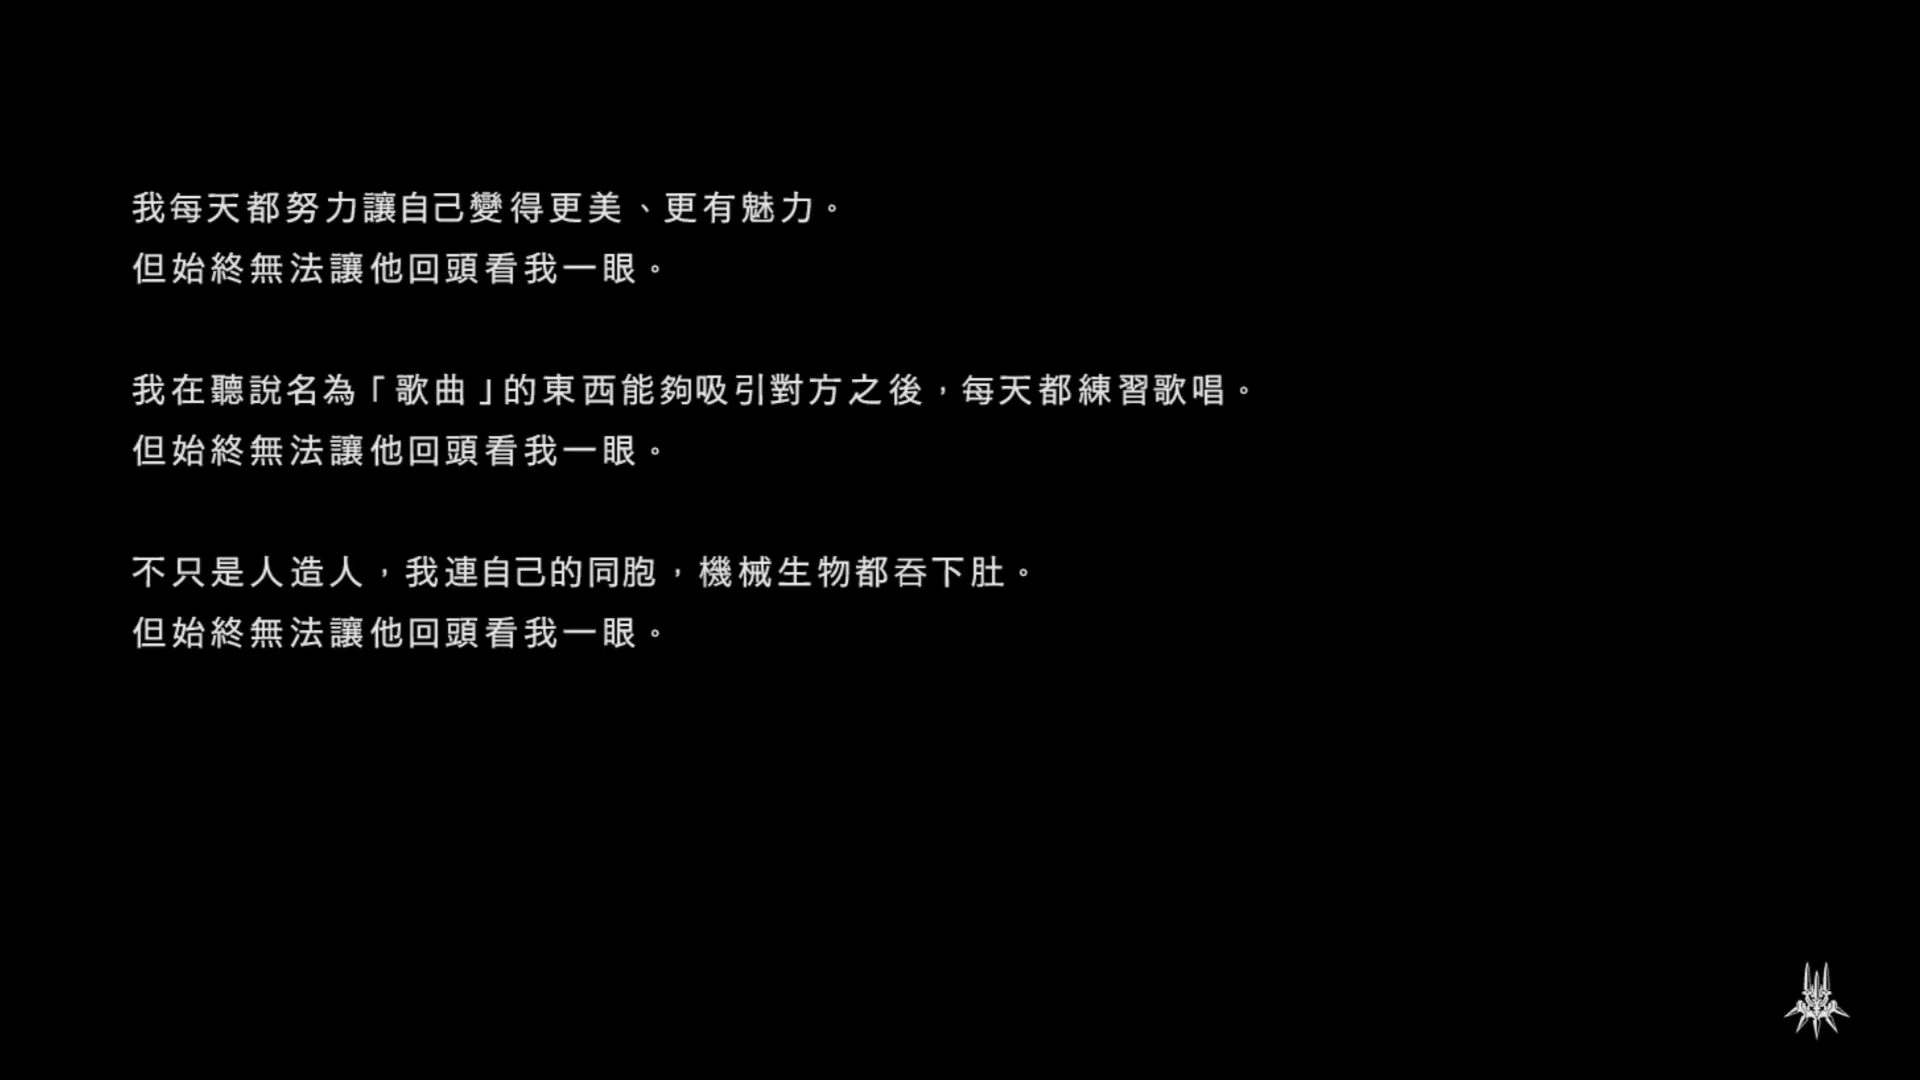 我每天都努力讓自己變得更美、更有魅力。
但始終無法讓他回頭看我一眼。
我在聽說名為「歌曲」的東西能夠吸引對方之後，每天都練習歌唱。
但始終無法讓他回頭看我一眼。
不只是人造人，我連自己的同胞，機械生物都吞下肚。
但始終無法讓他回頭看我一眼。